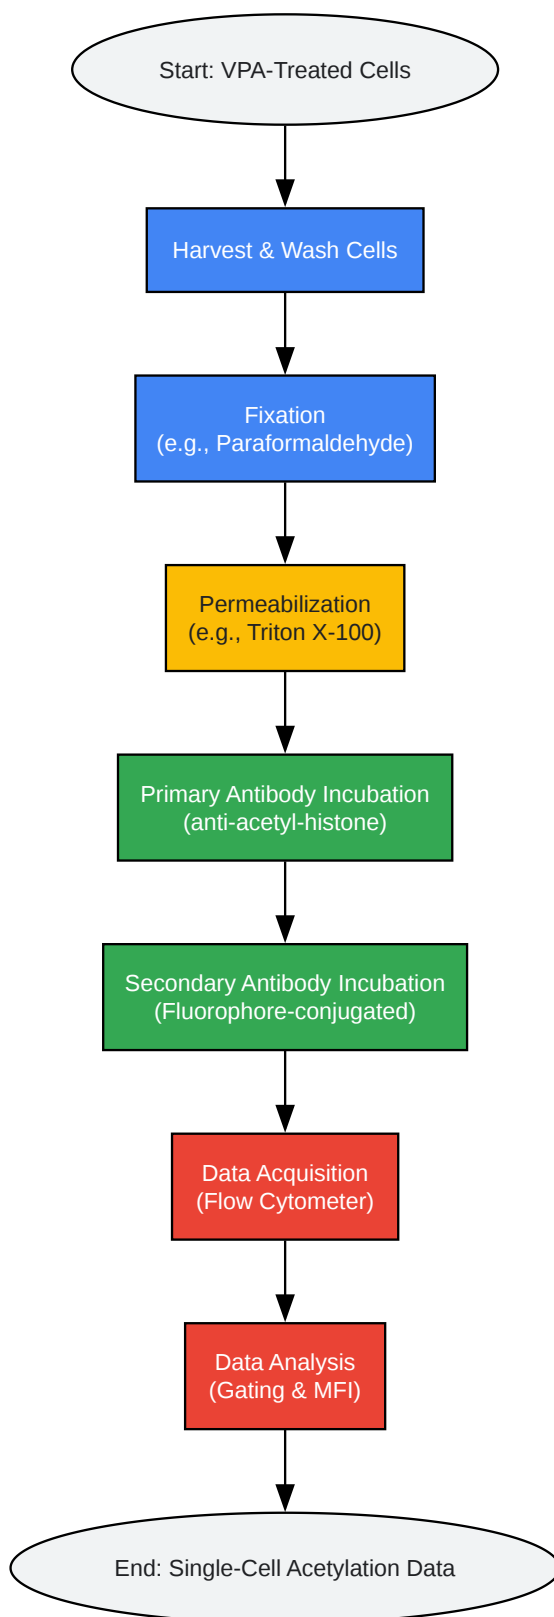 Start: VPA-Treated Cells
Harvest & Wash Cells
Fixation
(e.g., Paraformaldehyde)
Permeabilization
(e.g., Triton X-100)
Primary Antibody Incubation
(anti-acetyl-histone)
Secondary Antibody Incubation
(Fluorophore-conjugated)
Data Acquisition
(Flow Cytometer)
Data Analysis
(Gating & MFI)
End: Single-Cell Acetylation Data